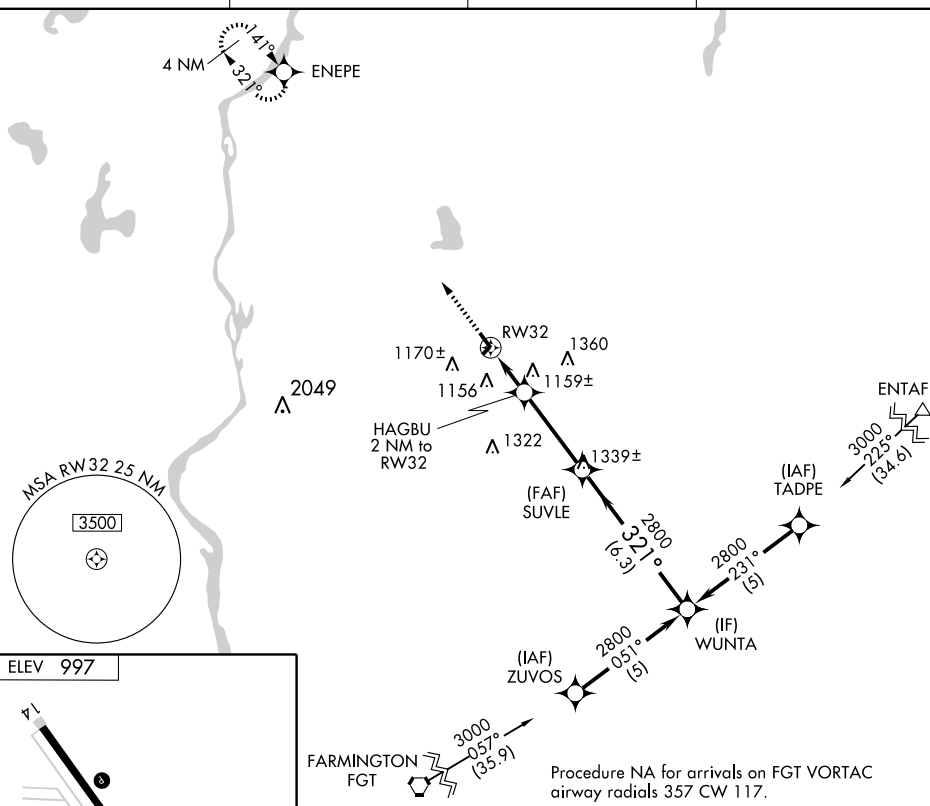 141°
4 NM
321°
ENEPE
RW32
1170±
1360
1156
1159±
2049
HAGBU
2 NM to
RW32
1322
1339±
ENTAF
3000
225°
(34.6)
MSA RW32 25 NM
3500
(FAF)
SUVLE
(IAF)
TADPE
2800
321°
(6.3)
2800
231°
(5)
(IF)
WUNTA
2800
051°
(5)
(IAF)
ZUVOS
ELEV 997
14
P
3000
057°
(35.9)
FARMINGTON
FGT
Procedure NA for arrivals on FGT VORTAC
airway radials 357 CW 117.